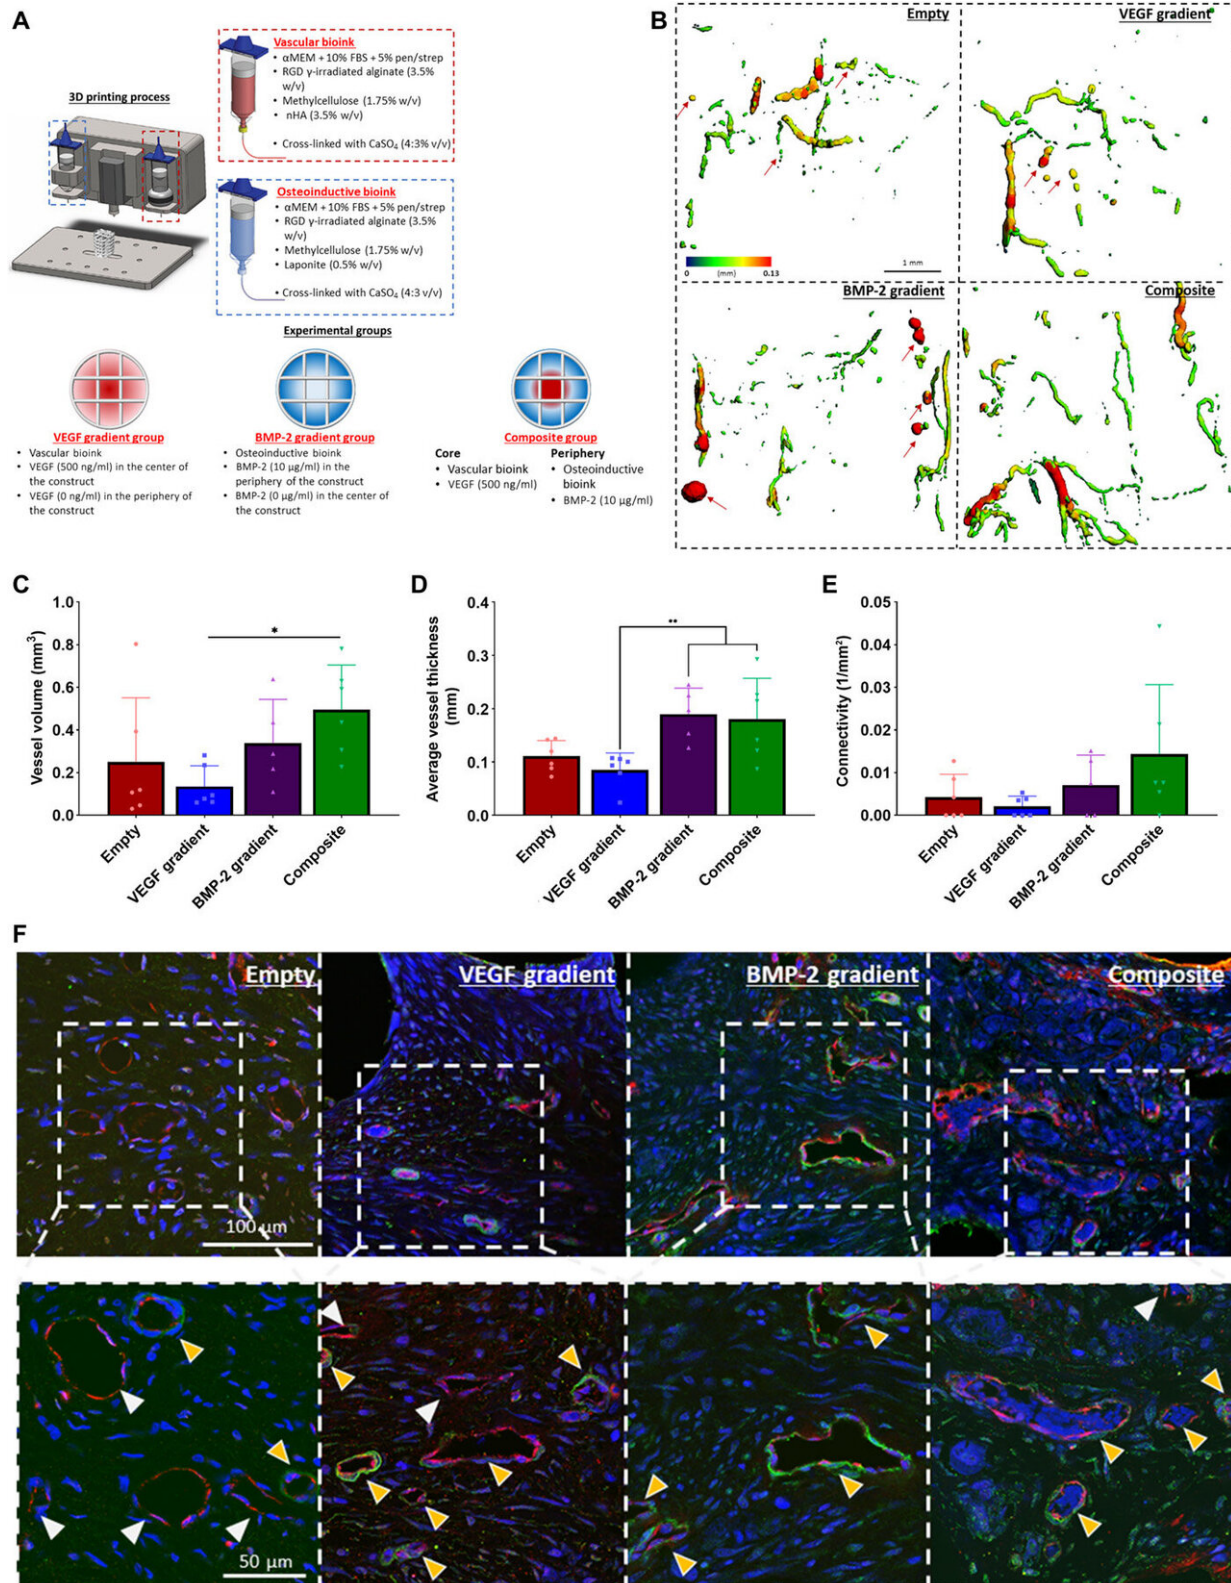 A
3D printing process
Vascular bioink
• αMEM + 10% FBS + 5% pen/strep
• RGD γ-irradiated alginate (3.5%
w/v)
• Methylcellulose (1.75% w/v)
• nHA (3.5% w/v)
• Cross-linked with CaSO₄ (4:3% v/v)
Osteoinductive bioink
• αMEM + 10% FBS + 5% pen/strep
• RGD γ-irradiated alginate (3.5%
w/v)
• Methylcellulose (1.75% w/v)
• Laponite (0.5% w/v)
• Cross-linked with CaSO₄ (4:3 v/v)
Experimental groups
VEGF gradient group
• Vascular bioink
• VEGF (500 ng/ml) in the center of
the construct
• VEGF (0 ng/ml) in the periphery of
the construct
BMP-2 gradient group
• Osteoinductive bioink
• BMP-2 (10 μg/ml) in the
periphery of the construct
• BMP-2 (0 μg/ml) in the center of
the construct
Composite group
Core
• Vascular bioink
• VEGF (500 ng/ml)
Periphery
• Osteoinductive
bioink
• BMP-2 (10 μg/ml)
B
Empty
VEGF gradient
0 (mm) 0.13
1 mm
BMP-2 gradient
Composite
C
Vessel volume (mm³)
1.0
0.8
0.6
0.4
0.2
0.0
*
Empty
VEGF gradient
BMP-2 gradient
Composite
D
Average vessel thickness
(mm)
0.4
0.3
0.2
0.1
0.0
**
Empty
VEGF gradient
BMP-2 gradient
Composite
E
Connectivity (1/mm²)
0.05
0.04
0.03
0.02
0.01
0.00
Empty
VEGF gradient
BMP-2 gradient
Composite
F
Empty
VEGF gradient
BMP-2 gradient
Composite
100 μm
50 μm